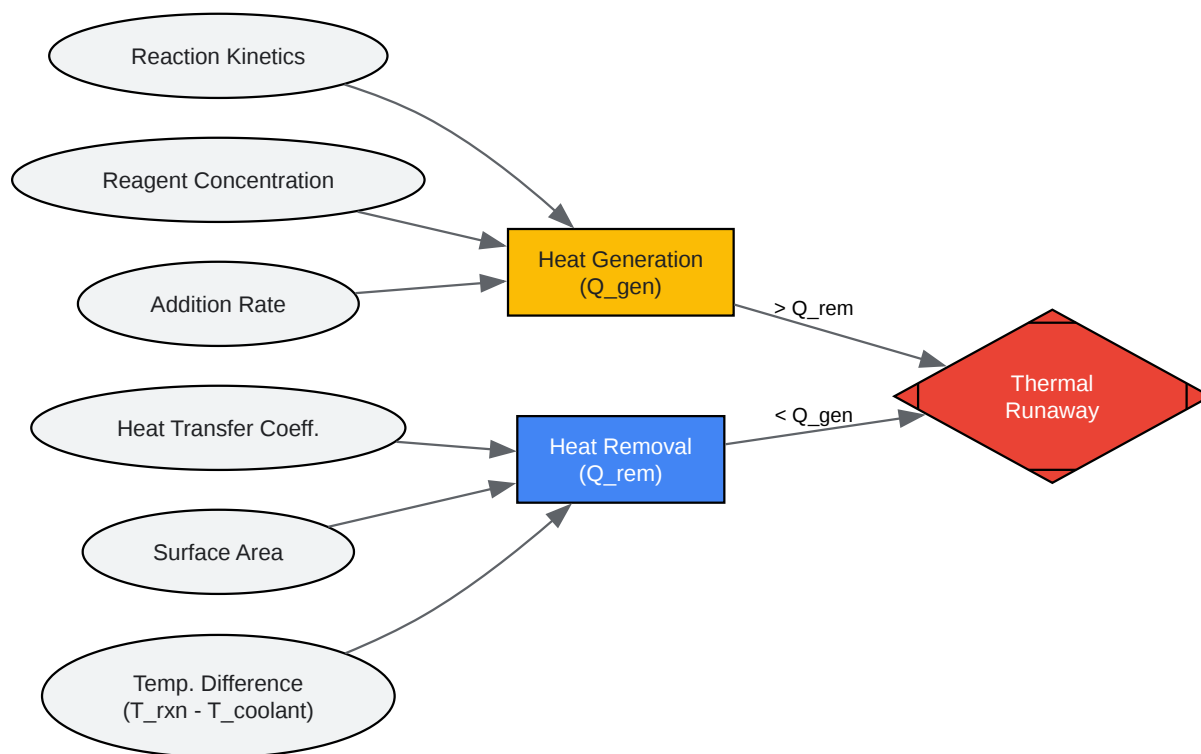 Reaction Kinetics
Reagent Concentration
Addition Rate
Heat Transfer Coeff.
Surface Area
Temp. Difference
(T_rxn - T_coolant)
Heat Generation
(Q_gen)
Heat Removal
(Q_rem)
> Q_rem
< Q_gen
Thermal
Runaway